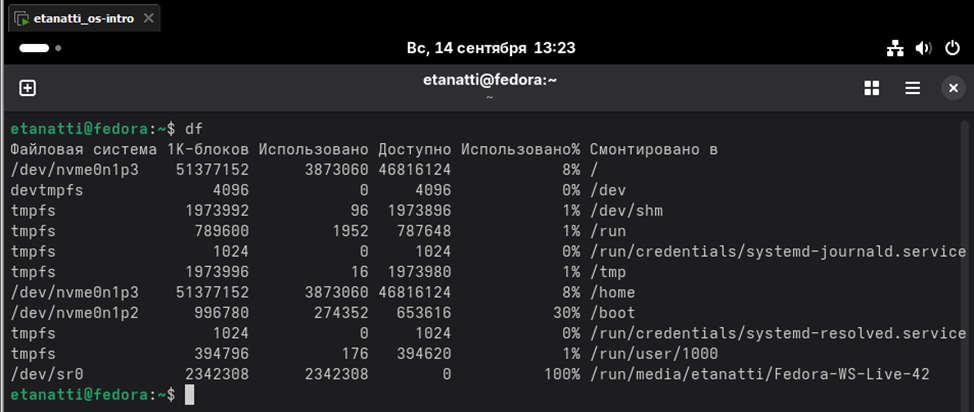 etanatti_os-intro
Вс, 14 сентября 13:23
etanatti@fedora:~
~
etanatti@fedora:~$ df
Файловая система 1K-блоков Использовано Доступно Использовано% Смонтировано в
/dev/nvme0n1p3 51377152 3873060 46816124 8% /
devtmpfs 4096 0 4096 0% /dev
tmpfs 1973992 96 1973896 1% /dev/shm
tmpfs 789600 1952 787648 1% /run
tmpfs 1024 0 1024 0% /run/credentials/systemd-journald.service
tmpfs 1973996 16 1973980 1% /tmp
/dev/nvme0n1p3 51377152 3873060 46816124 8% /home
/dev/nvme0n1p2 996780 274352 653616 30% /boot
tmpfs 1024 0 1024 0% /run/credentials/systemd-resolved.service
tmpfs 394796 176 394620 1% /run/user/1000
/dev/sr0 2342308 2342308 0 100% /run/media/etanatti/Fedora-WS-Live-42
etanatti@fedora:~$